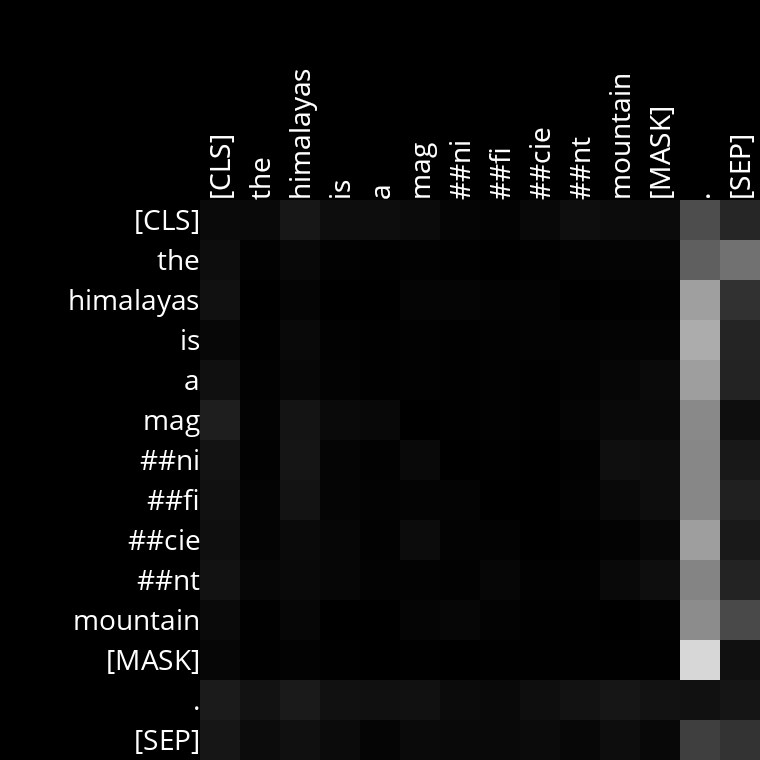 [CLS] the himalayas is a mag ##ni ##fi ##cie ##nt mountain [MASK] . [SEP]
[CLS]
the
himalayas
is
a
mag
##ni
##fi
##cie
##nt
mountain
[MASK]
.
[SEP]